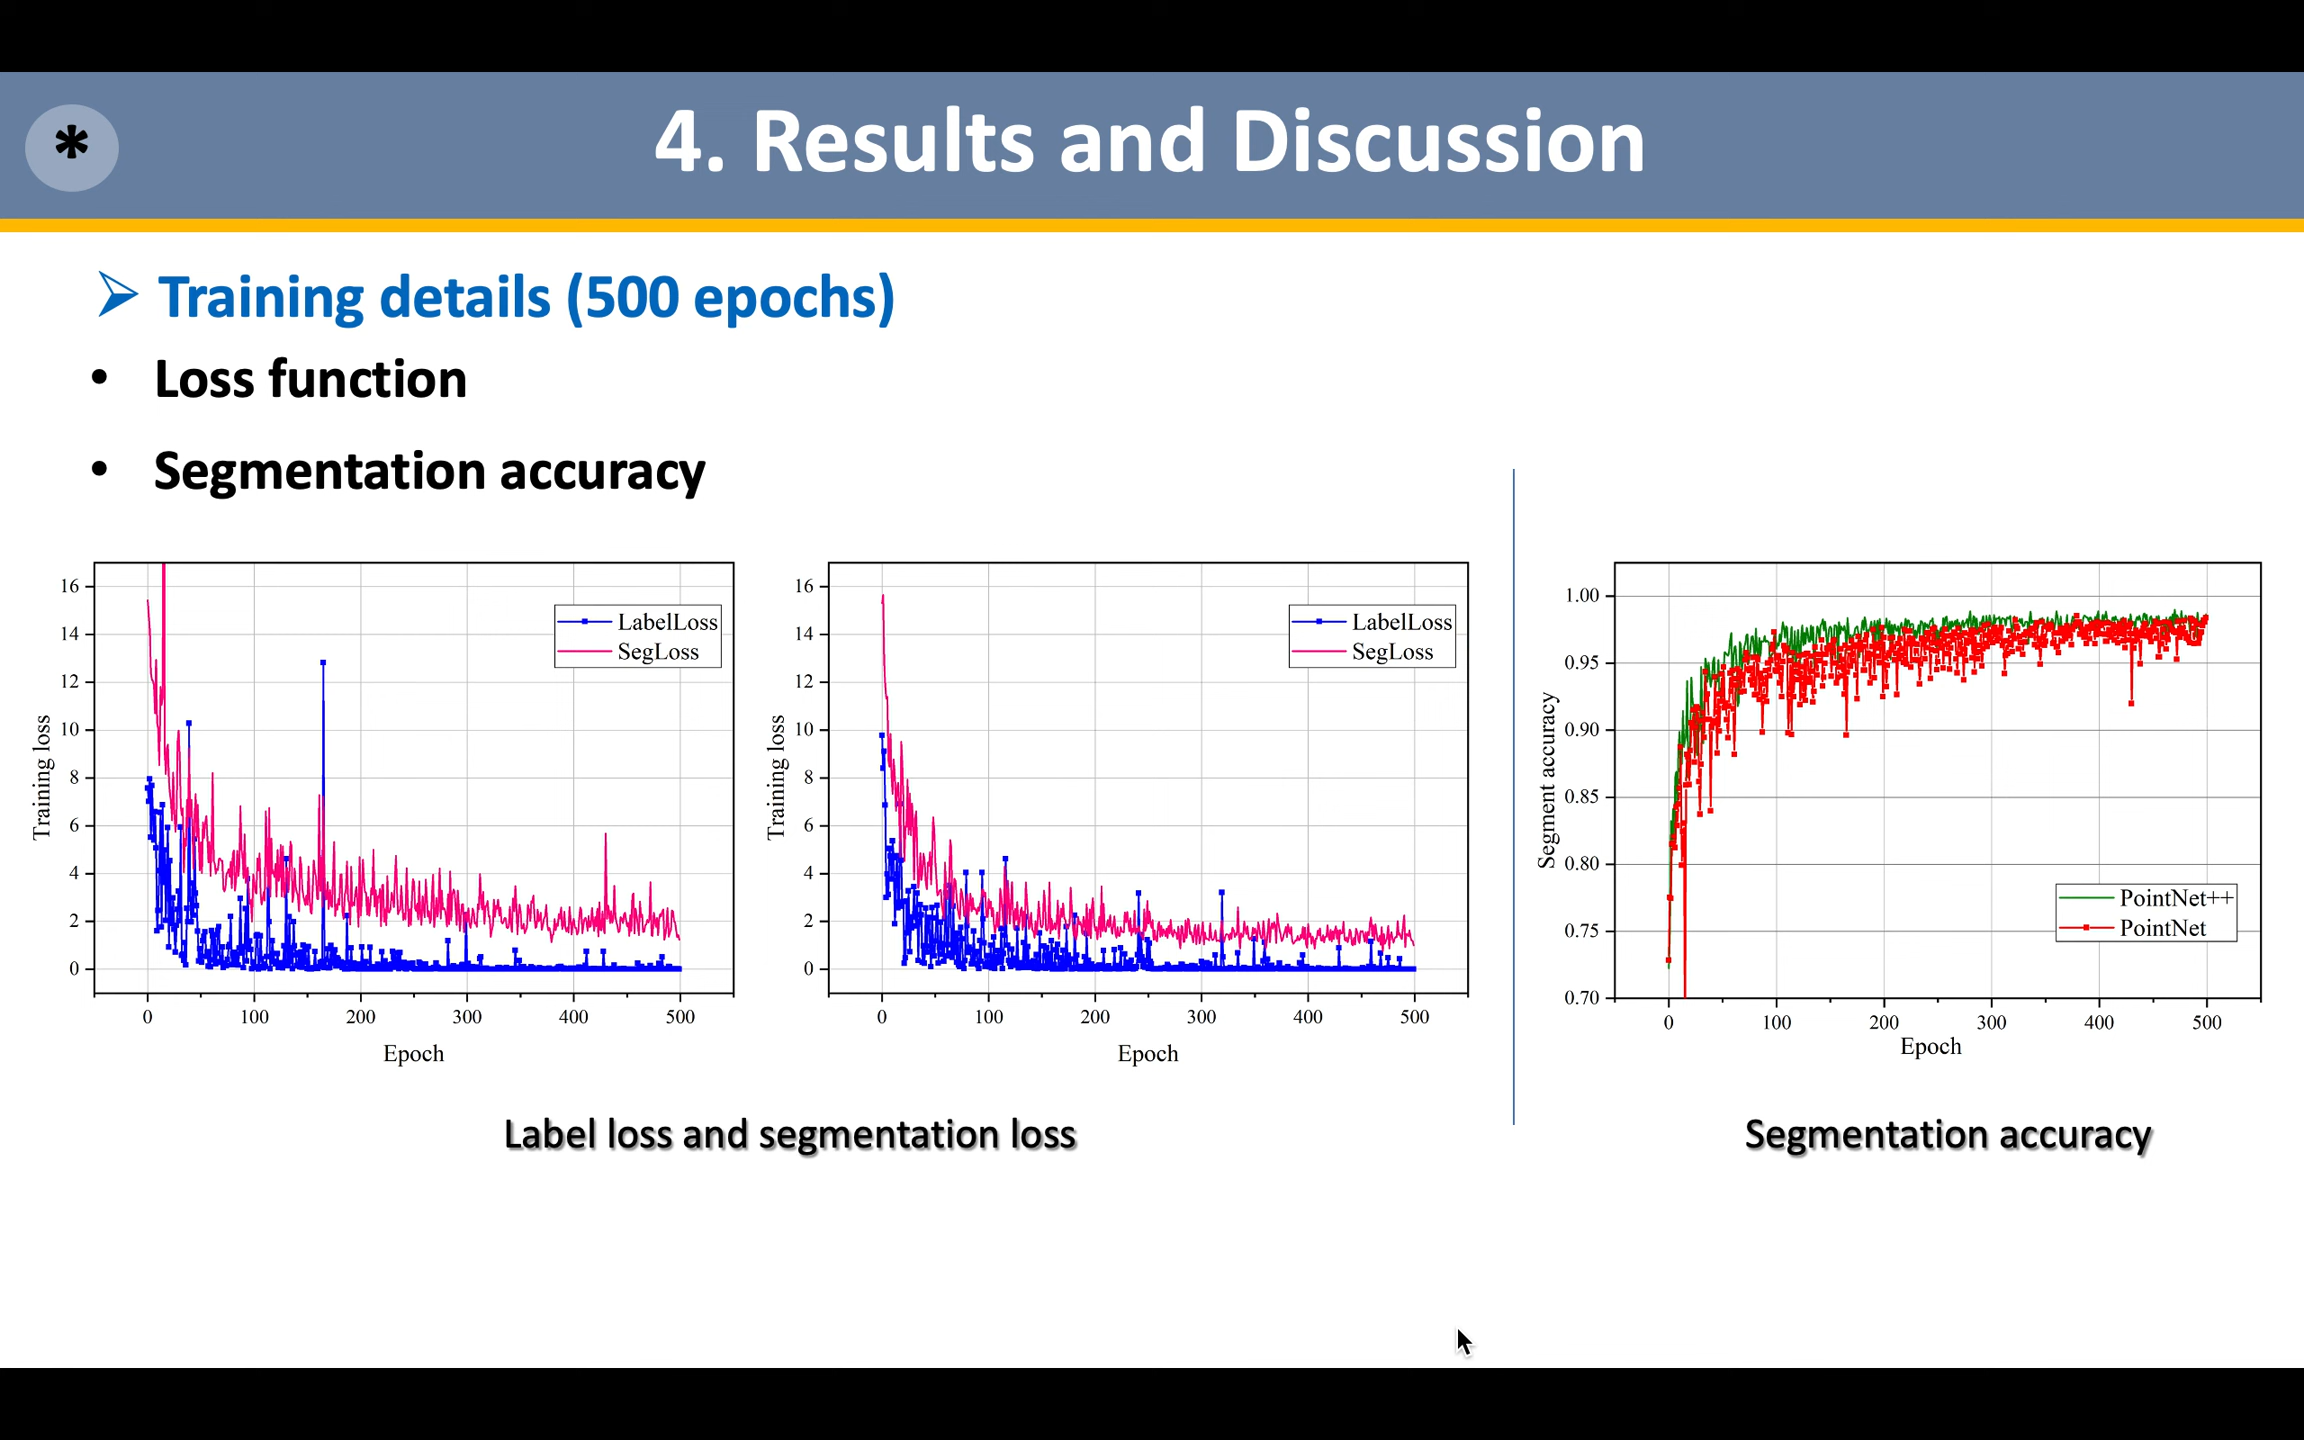 *
4. Results and Discussion
Training details (500 epochs)
• Loss function
• Segmentation accuracy
16
14
12
10
8
6
4
2
0
Training loss
LabelLoss
SegLoss
0 100 200 300 400 500
Epoch
16
14
12
10
8
6
4
2
0
Training loss
LabelLoss
SegLoss
0 100 200 300 400 500
Epoch
Label loss and segmentation loss
1.00
0.95
0.90
0.85
0.80
0.75
0.70
Segment accuracy
PointNet++
PointNet
0 100 200 300 400 500
Epoch
Segmentation accuracy